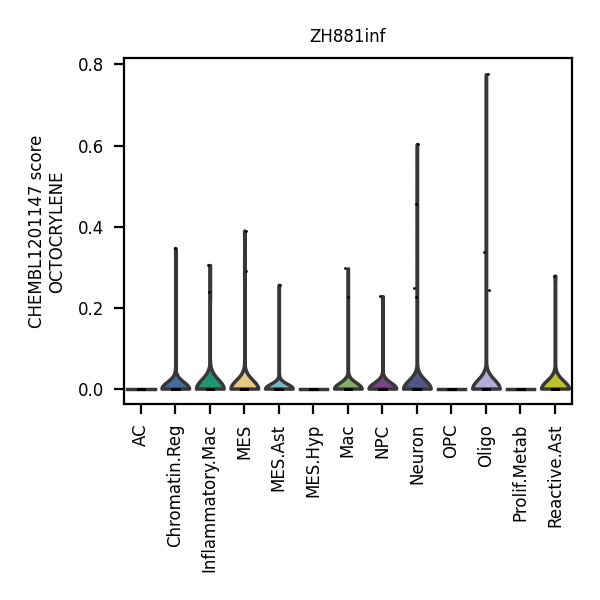 ZH881inf
CHEMBL1201147 score
OCTOCRYLENE
0.8
0.6
0.4
0.2
0.0
AC
Chromatin.Reg
Inflammatory.Mac
MES
MES.Ast
MES.Hyp
Mac
NPC
Neuron
OPC
Oligo
Prolif.Metab
Reactive.Ast